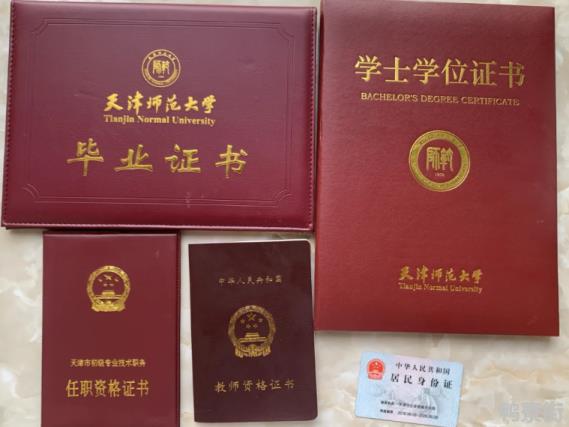 天津师范大学
Tianjin Normal University
毕业证书
学士学位证书
BACHELOR'S DEGREE CERTIFICATE
1958
天津师范大学
Tianjin Normal University
天津市初级专业技术职务
任职资格证书
中华人民共和国
教师资格证书
中华人民共和国
居民身份证